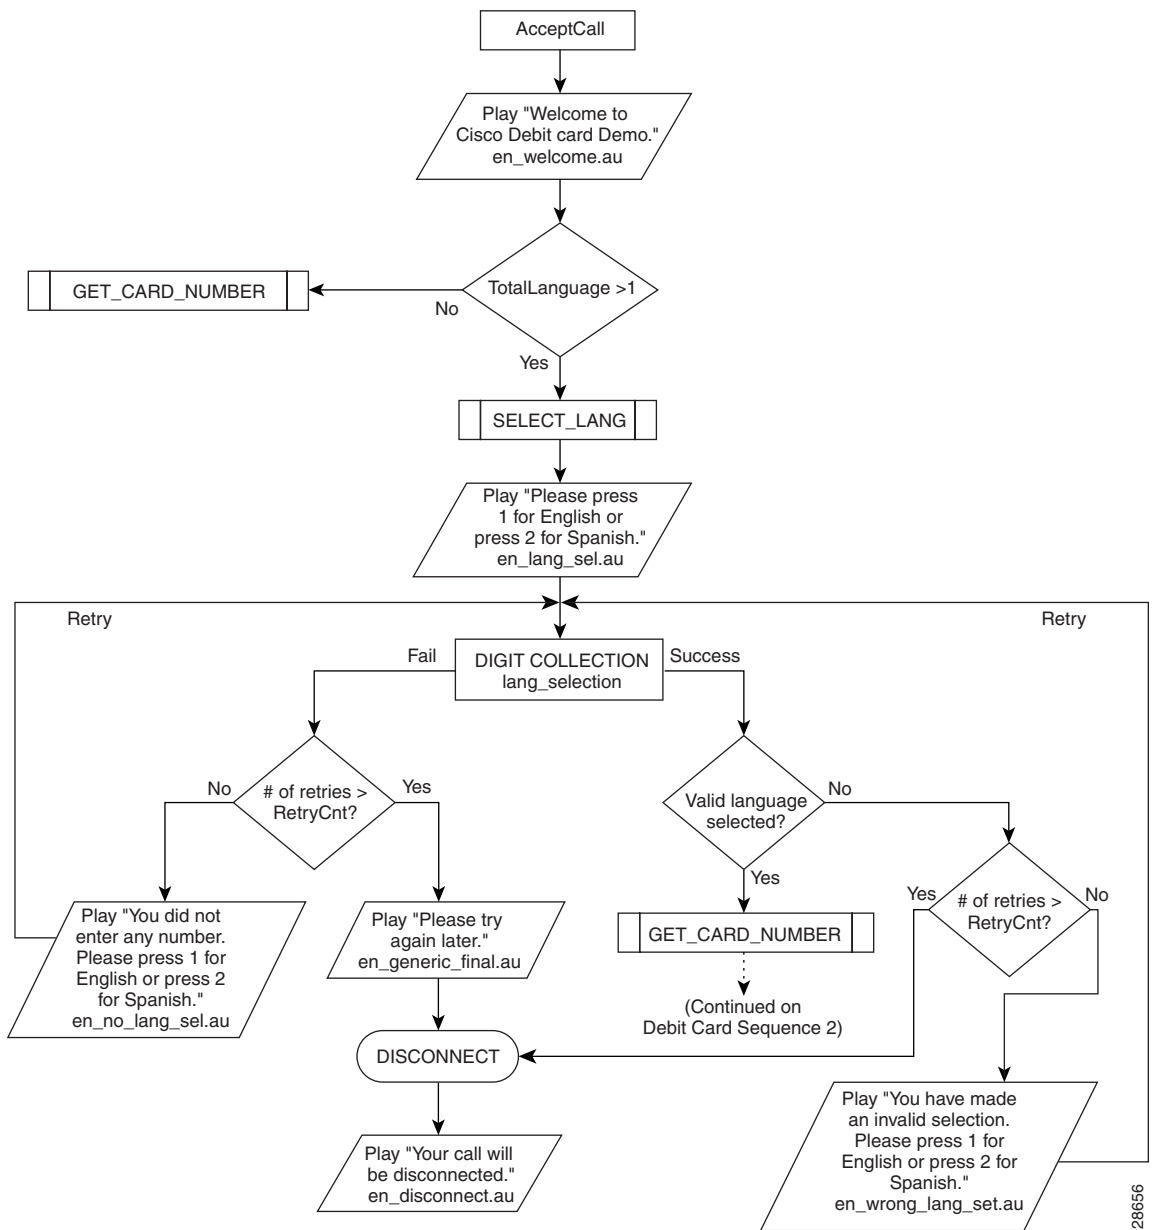 AcceptCall
Play "Welcome to
Cisco Debit card Demo."
en_welcome.au
TotalLanguage >1
No
GET_CARD_NUMBER
Yes
SELECT_LANG
Play "Please press
1 for English or
press 2 for Spanish."
en_lang_sel.au
Retry
Retry
Fail
DIGIT COLLECTION
lang_selection
Success
No
# of retries >
RetryCnt?
Yes
Valid language
selected?
No
Yes
Yes
# of retries >
RetryCnt?
No
Play "You did not
enter any number.
Please press 1 for
English or press 2
for Spanish."
en_no_lang_sel.au
Play "Please try
again later."
en_generic_final.au
GET_CARD_NUMBER
(Continued on
Debit Card Sequence 2)
DISCONNECT
Play "Your call will
be disconnected."
en_disconnect.au
Play "You have made
an invalid selection.
Please press 1 for
English or press 2 for
Spanish."
en_wrong_lang_set.au
28656